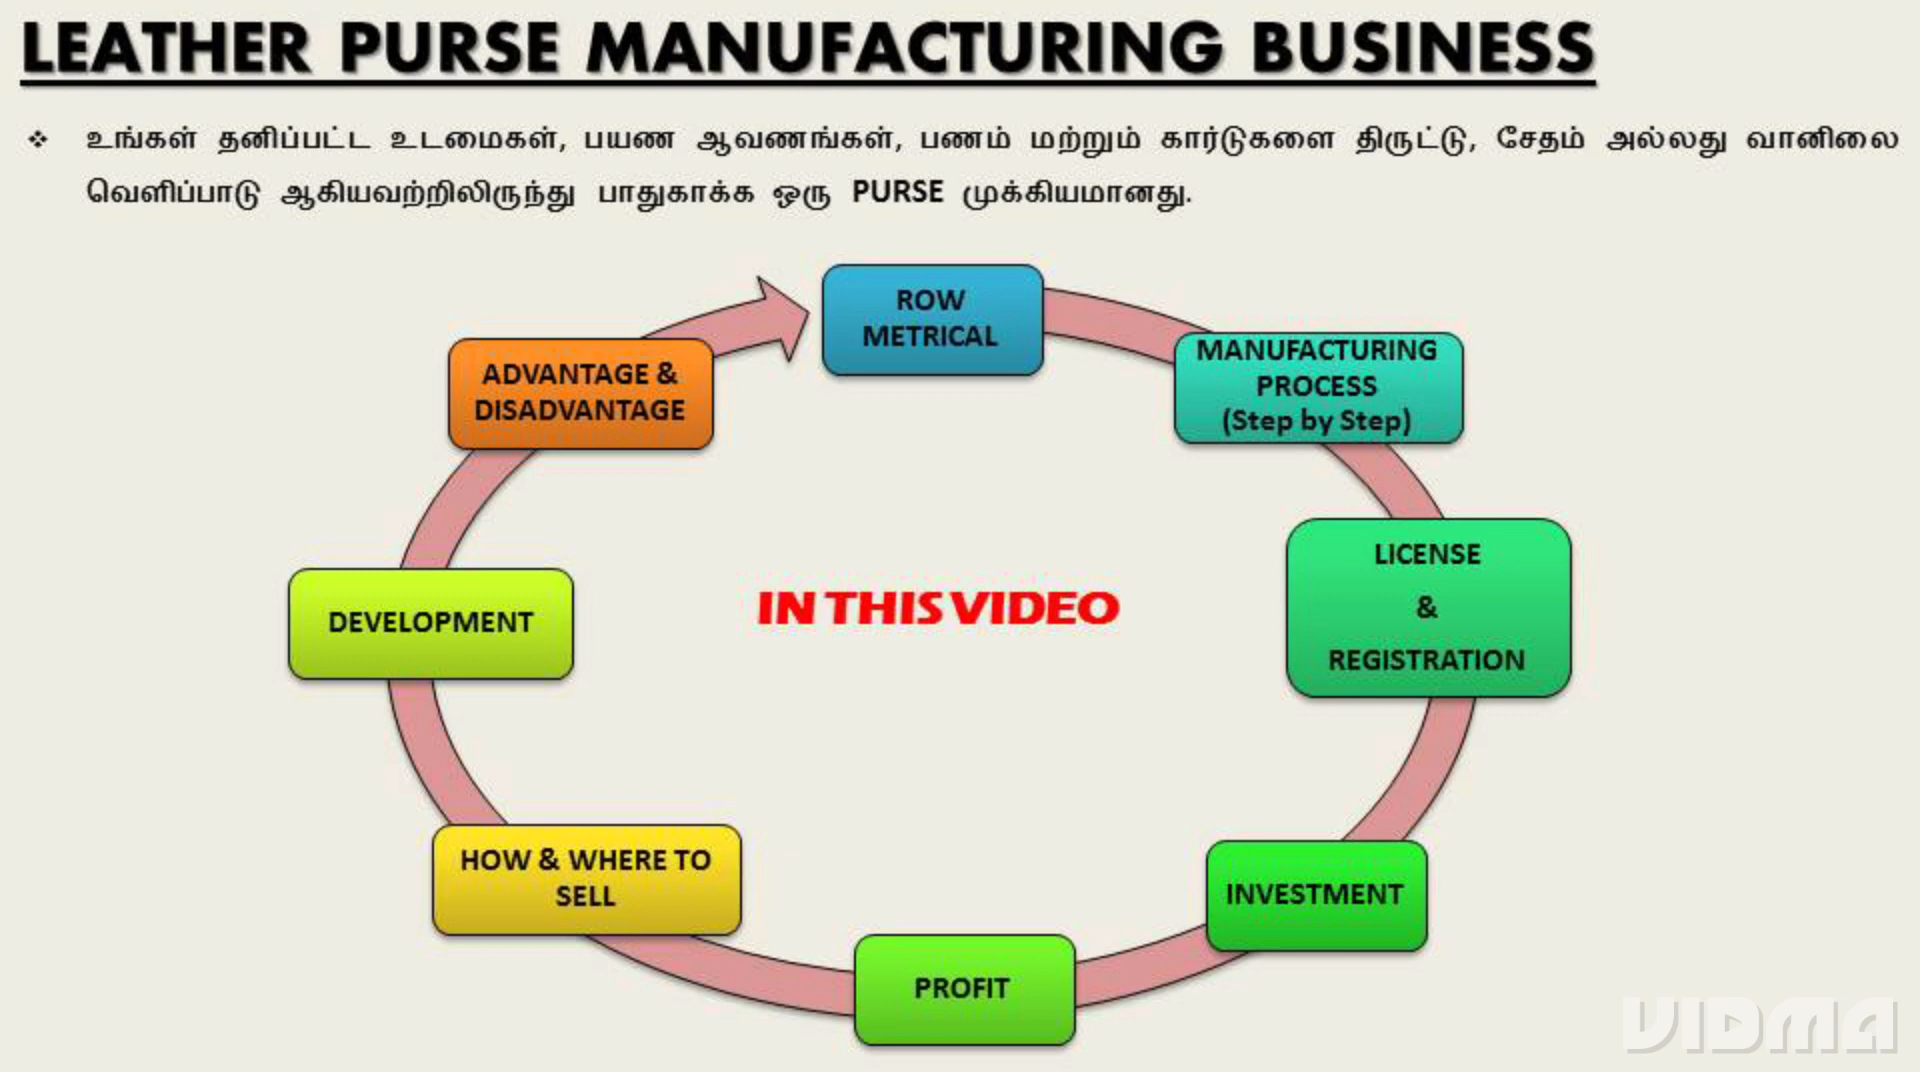 LEATHER PURSE MANUFACTURING BUSINESS
❖ உங்கள் தனிப்பட்ட உடமைகள், பயண ஆவணங்கள், பணம் மற்றும் கார்டுகளை திருட்டு, சேதம் அல்லது வானிலை
வெளிப்பாடு ஆகியவற்றிலிருந்து பாதுகாக்க ஒரு PURSE முக்கியமானது.
ROW
METRICAL
MANUFACTURING
PROCESS
(Step by Step)
LICENSE
&
REGISTRATION
INVESTMENT
PROFIT
HOW & WHERE TO
SELL
DEVELOPMENT
ADVANTAGE &
DISADVANTAGE
IN THIS VIDEO
VIDMA